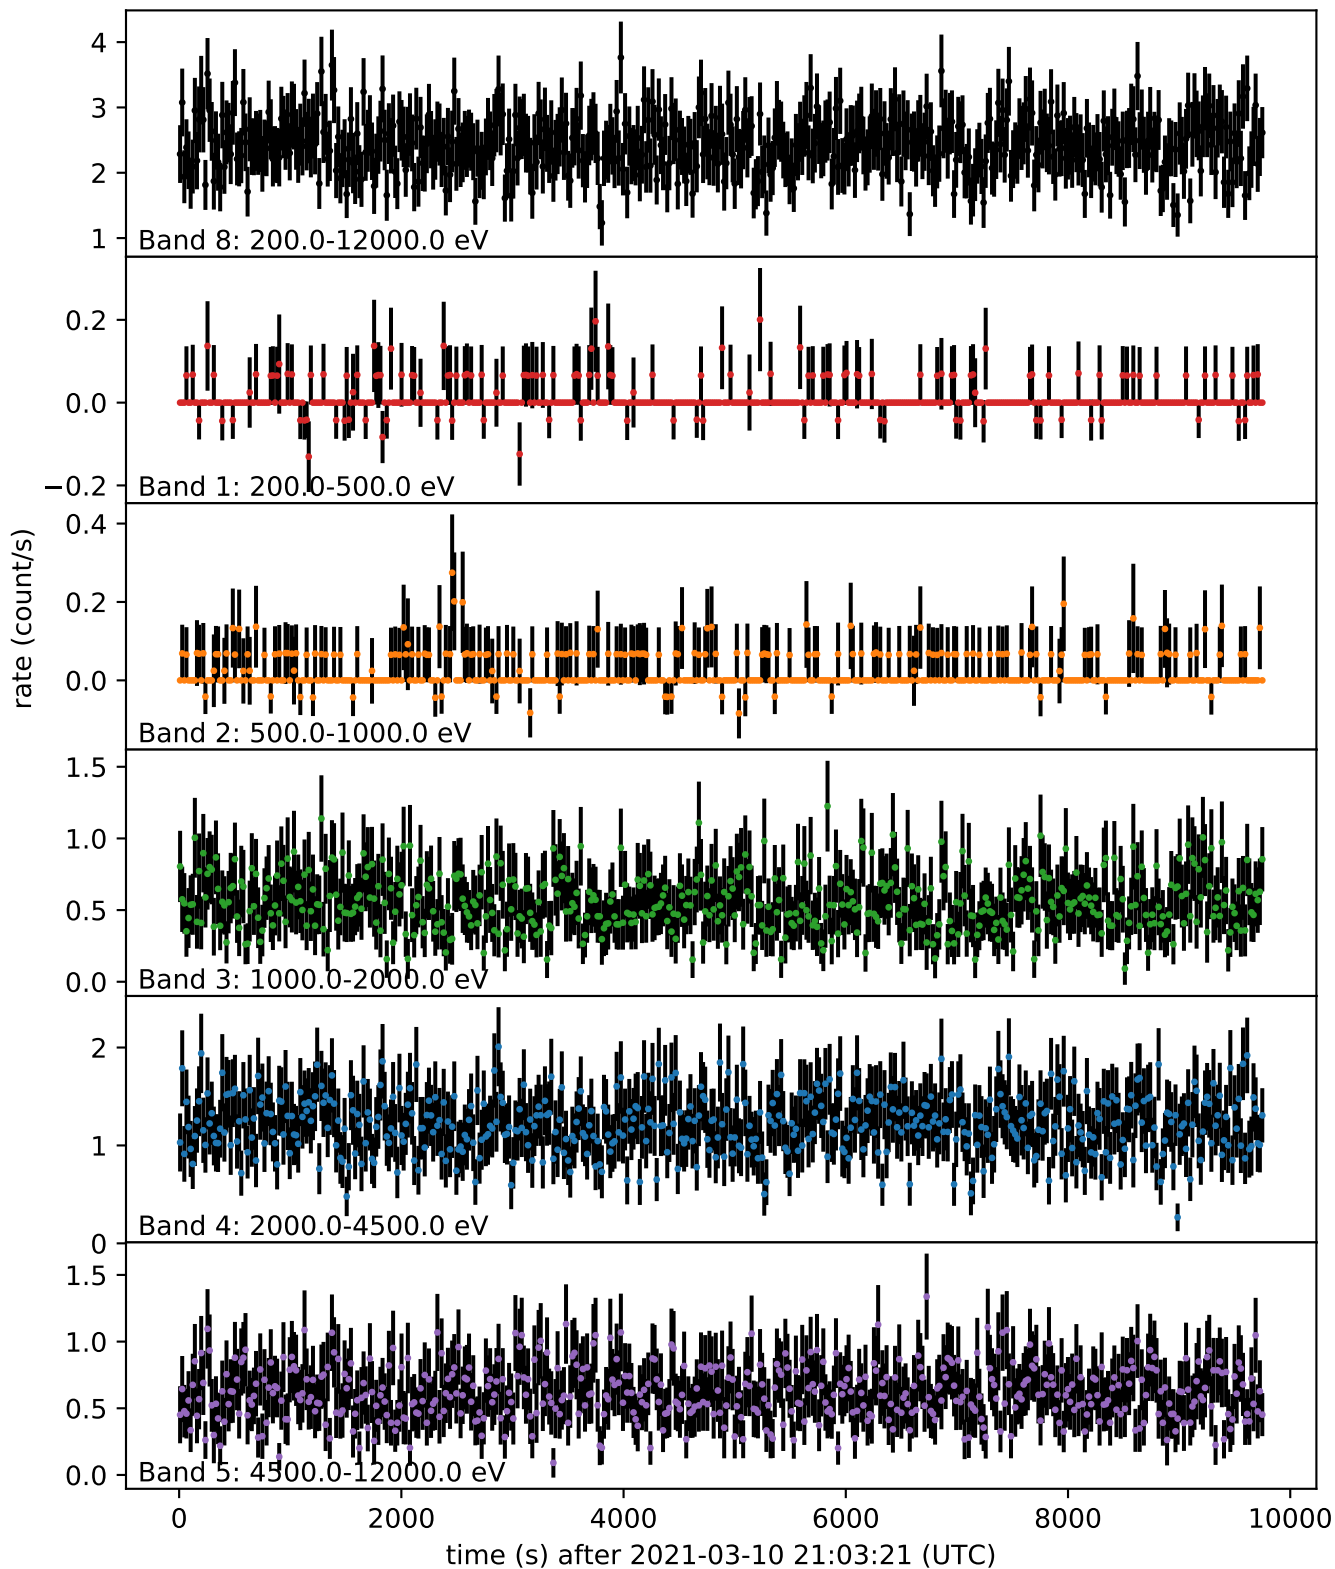 4
3
2
1
Band 8: 200.0-12000.0 eV
0.2
0.0
−0.2
Band 1: 200.0-500.0 eV
rate (count/s)
0.4
0.2
0.0
Band 2: 500.0-1000.0 eV
1.5
1.0
0.5
0.0
Band 3: 1000.0-2000.0 eV
2
1
0
Band 4: 2000.0-4500.0 eV
1.5
1.0
0.5
0.0
Band 5: 4500.0-12000.0 eV
0 2000 4000 6000 8000 10000
time (s) after 2021-03-10 21:03:21 (UTC)